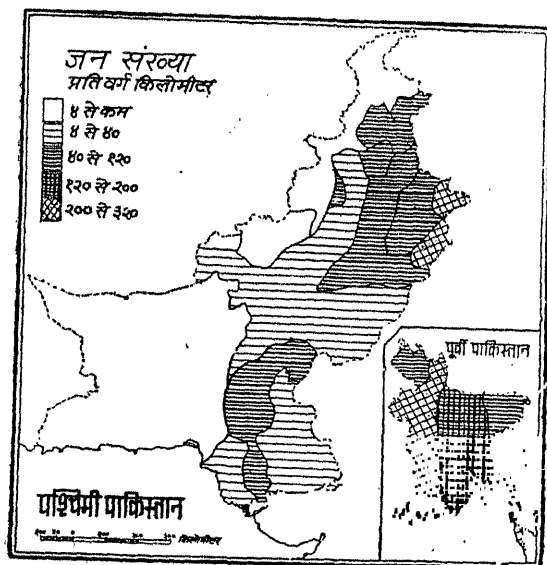 जन संख्या
प्रति वर्ग किलोमीटर
४ से कम
४ से ४०
४० से १२०
१२० से २००
२०० से ३२०
पूर्वी पाकिस्तान
पश्चिमी पाकिस्तान
किलोमीटर